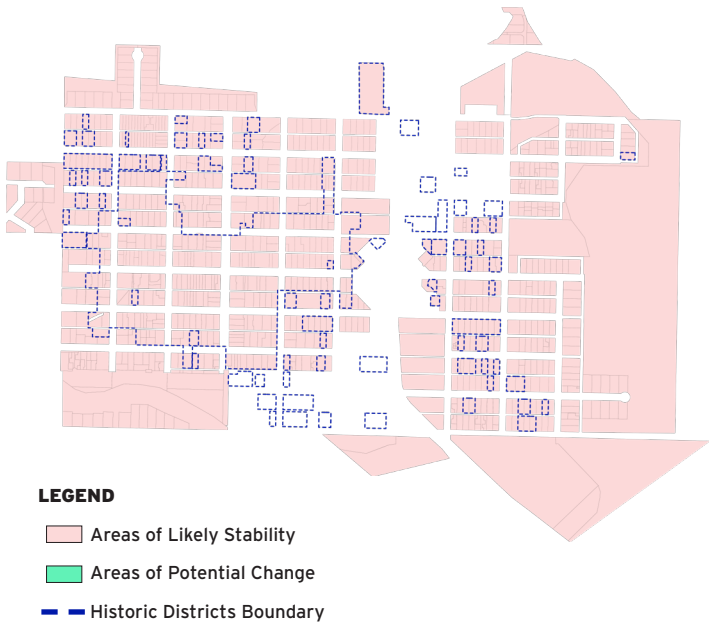 LEGEND
Areas of Likely Stability
Areas of Potential Change
Historic Districts Boundary